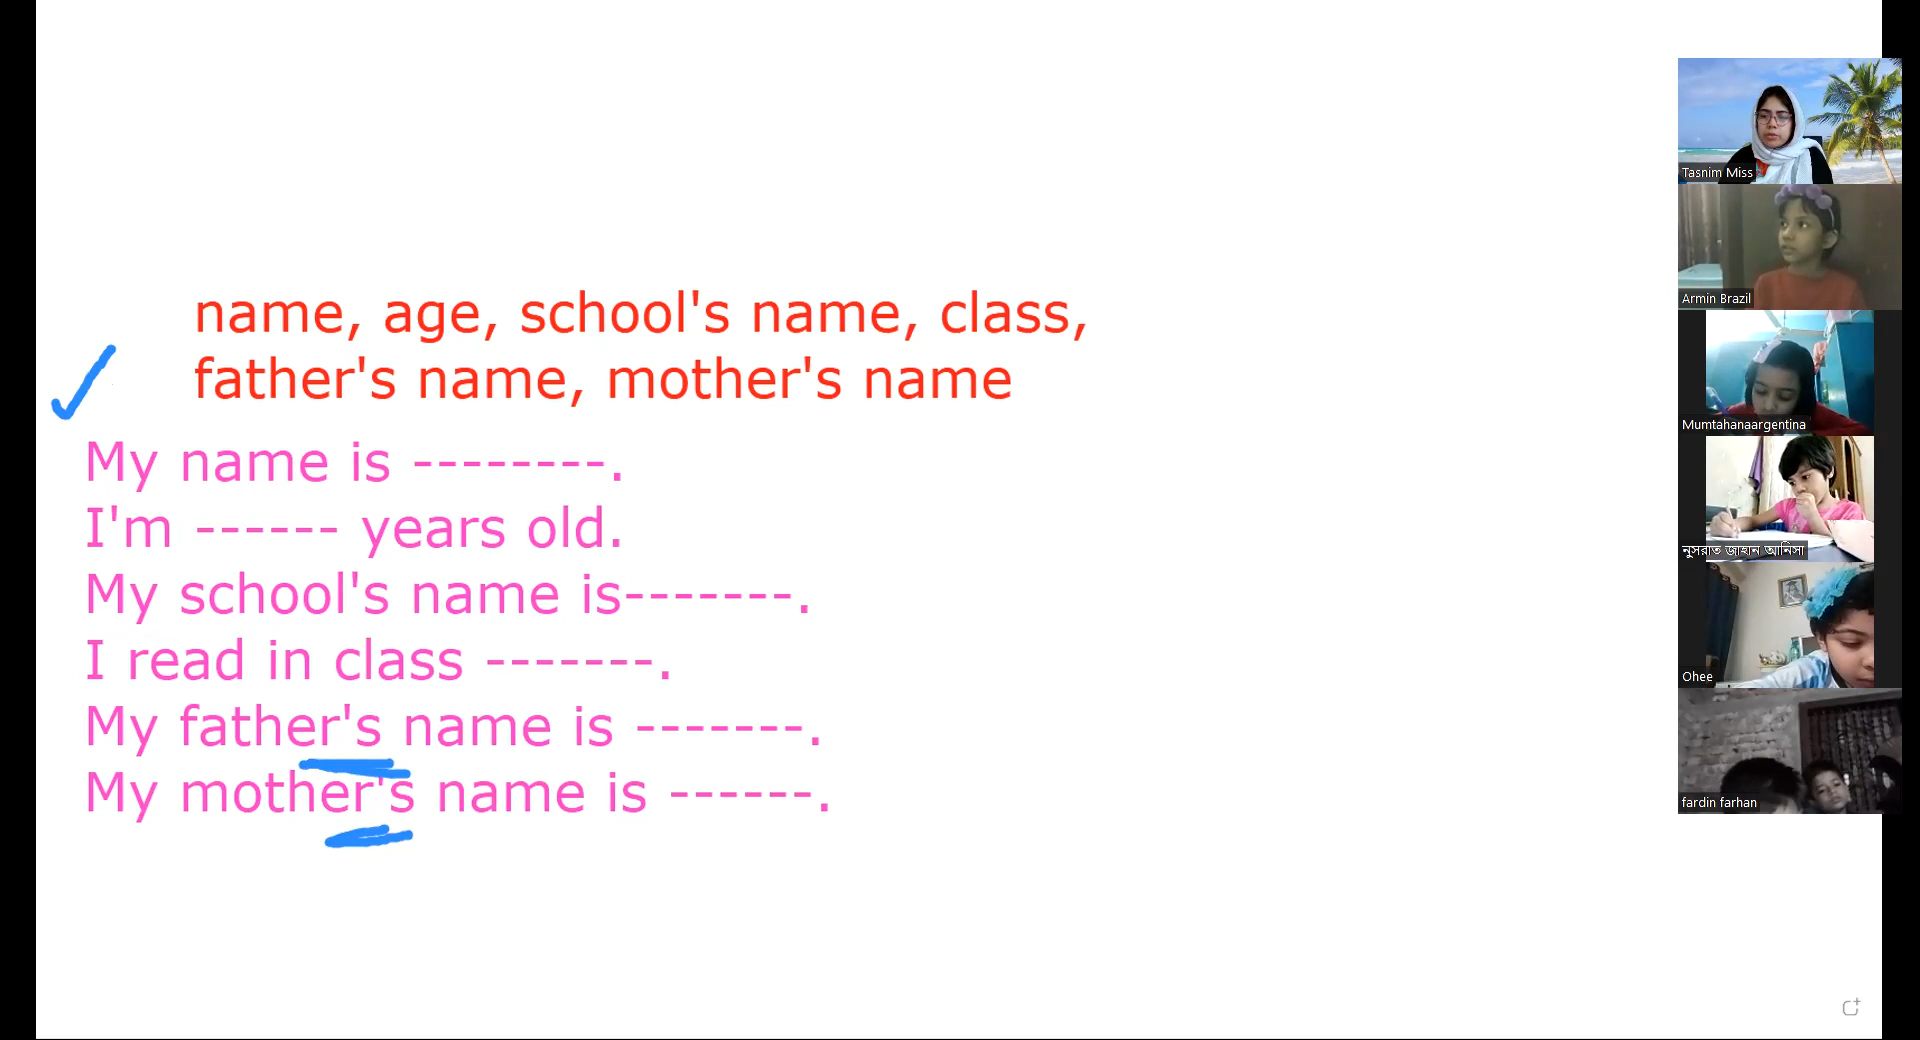 name, age, school's name, class,
father's name, mother's name
My name is --------.
I'm ------ years old.
My school's name is-------.
I read in class -------.
My father's name is -------.
My mother's name is ------.
Tasnim Miss
Armin Brazil
Mumtahanaargentina
নুসরাত জাহান আনিসা
Ohee
fardin farhan